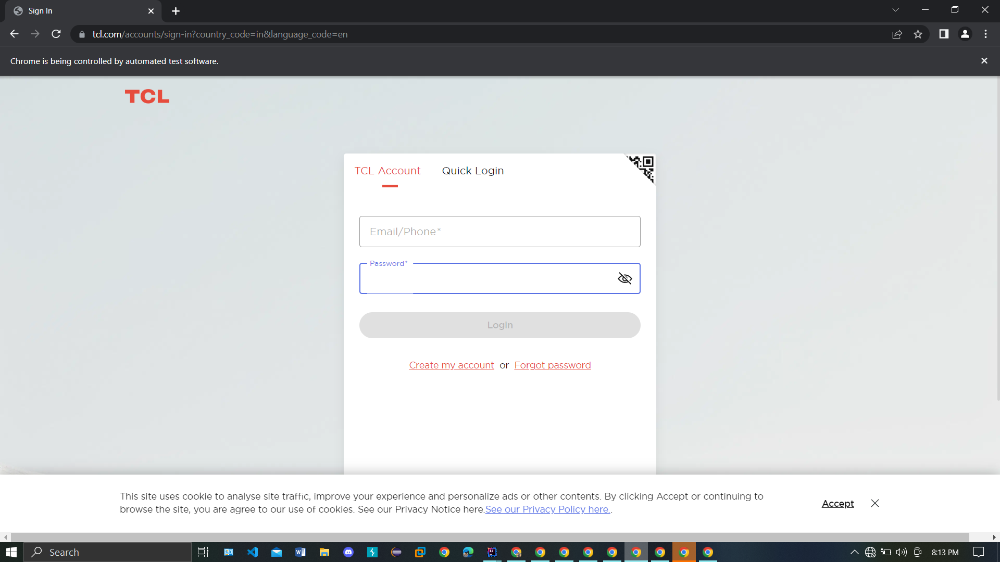 Sign In
tcl.com/accounts/sign-in?country_code=in&language_code=en
Chrome is being controlled by automated test software.
TCL
TCL Account Quick Login
Email/Phone*
Password*
Login
Create my account or Forgot password
This site uses cookie to analyse site traffic, improve your experience and personalize ads or other contents. By clicking Accept or continuing to
browse the site, you are agree to our use of cookies. See our Privacy Notice here.See our Privacy Policy here..
Accept
Search
8:13 PM